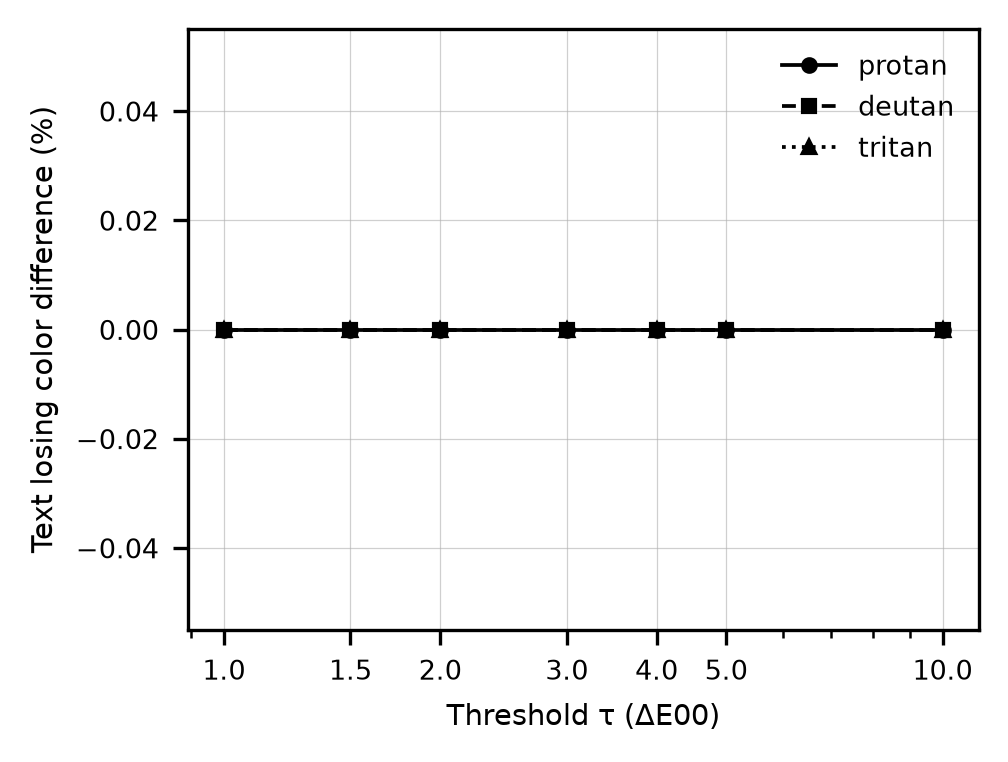 protan
deutan
tritan
Text losing color difference (%)
0.04
0.02
0.00
−0.02
−0.04
1.0 1.5 2.0 3.0 4.0 5.0 10.0
Threshold τ (ΔE00)